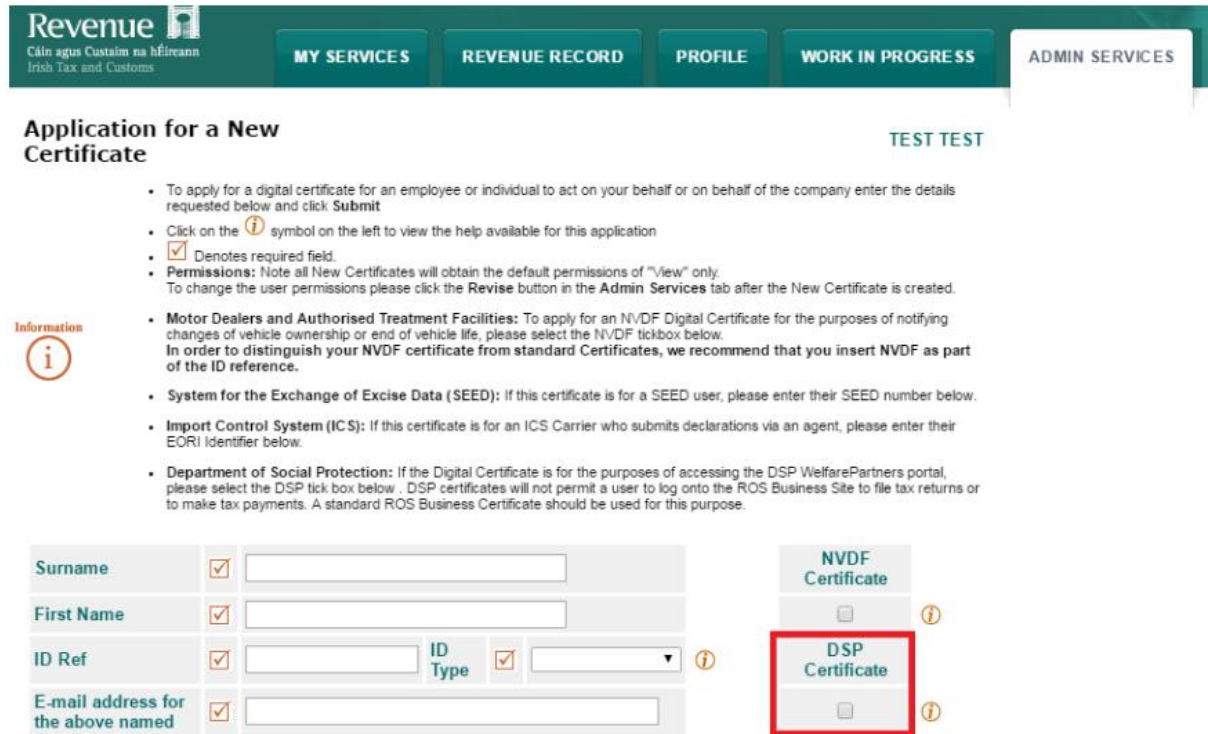 Revenue
Cáin agus Custaim na hÉireann
Irish Tax and Customs
MY SERVICES
REVENUE RECORD
PROFILE
WORK IN PROGRESS
ADMIN SERVICES
Application for a New
Certificate
TEST TEST
• To apply for a digital certificate for an employee or individual to act on your behalf or on behalf of the company enter the details
requested below and click Submit
• Click on the i symbol on the left to view the help available for this application
• Denotes required field.
• Permissions: Note all New Certificates will obtain the default permissions of "View" only.
To change the user permissions please click the Revise button in the Admin Services tab after the New Certificate is created.
Information
i
• Motor Dealers and Authorised Treatment Facilities: To apply for an NVDF Digital Certificate for the purposes of notifying
changes of vehicle ownership or end of vehicle life, please select the NVDF tickbox below.
In order to distinguish your NVDF certificate from standard Certificates, we recommend that you insert NVDF as part
of the ID reference.
• System for the Exchange of Excise Data (SEED): If this certificate is for a SEED user, please enter their SEED number below.
• Import Control System (ICS): If this certificate is for an ICS Carrier who submits declarations via an agent, please enter their
EORI Identifier below.
• Department of Social Protection: If the Digital Certificate is for the purposes of accessing the DSP WelfarePartners portal,
please select the DSP tick box below . DSP certificates will not permit a user to log onto the ROS Business Site to file tax returns or
to make tax payments. A standard ROS Business Certificate should be used for this purpose.
Surname
NVDF
Certificate
First Name
i
ID Ref
ID
Type
i
DSP
Certificate
E-mail address for
the above named
i